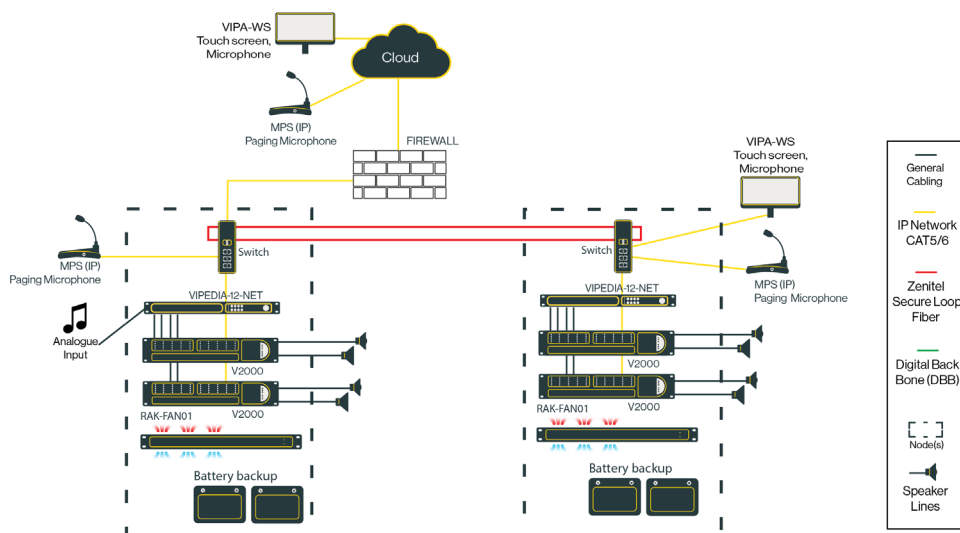 VIPA-WS
Touch screen,
Microphone
Cloud
MPS (IP)
Paging Microphone
FIREWALL
VIPA-WS
Touch screen,
Microphone
Switch
Switch
MPS (IP)
Paging Microphone
MPS (IP)
Paging Microphone
VIPEDIA-12-NET
VIPEDIA-12-NET
Analogue
Input
V2000
V2000
V2000
V2000
RAK-FAN01
RAK-FAN01
Battery backup
Battery backup
General
Cabling
IP Network
CAT5/6
Zenitel
Secure Loop
Fiber
Digital Back
Bone (DBB)
Node(s)
Speaker
Lines